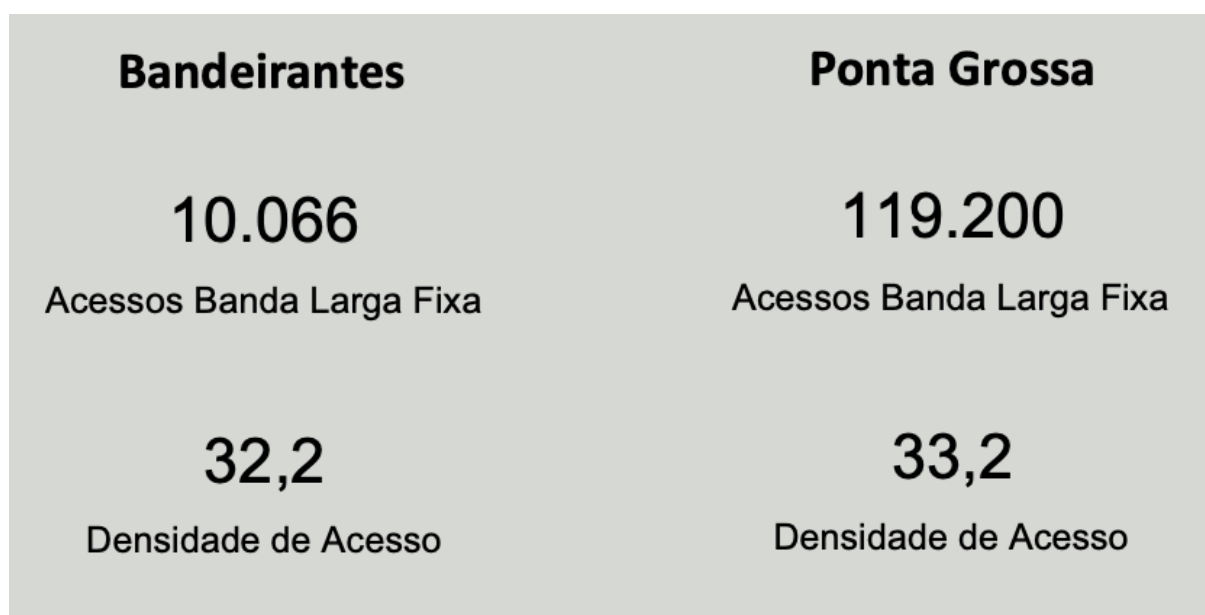 Bandeirantes
10.066
Acessos Banda Larga Fixa
32,2
Densidade de Acesso
Ponta Grossa
119.200
Acessos Banda Larga Fixa
33,2
Densidade de Acesso